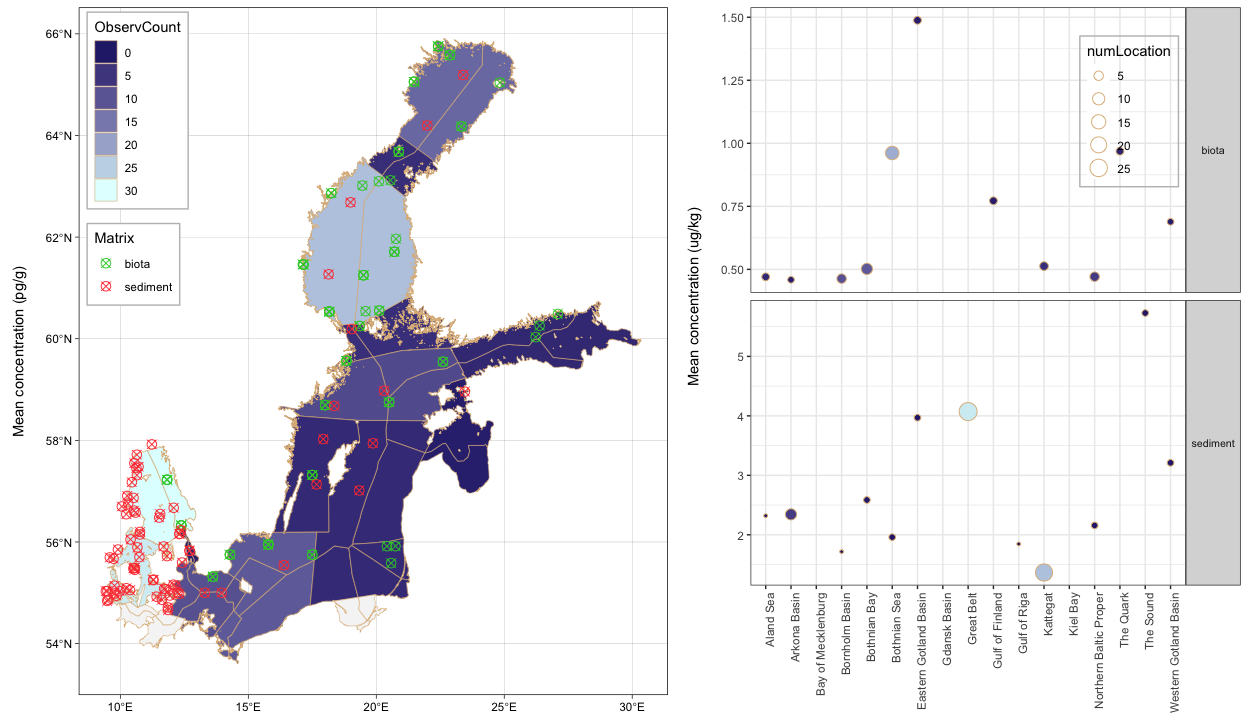 Mean concentration (pg/g)
66°N
64°N
62°N
60°N
58°N
56°N
54°N
10°E
15°E
20°E
25°E
30°E
ObservCount
0
5
10
15
20
25
30
Matrix
biota
sediment
Mean concentration (ug/kg)
1.50
1.25
1.00
0.75
0.50
numLocation
5
10
15
20
25
biota
5
4
3
2
sediment
Aland Sea
Arkona Basin
Bay of Mecklenburg
Bornholm Basin
Bothnian Bay
Bothnian Sea
Eastern Gotland Basin
Gdansk Basin
Great Belt
Gulf of Finland
Gulf of Riga
Kattegat
Kiel Bay
Northern Baltic Proper
The Quark
The Sound
Western Gotland Basin